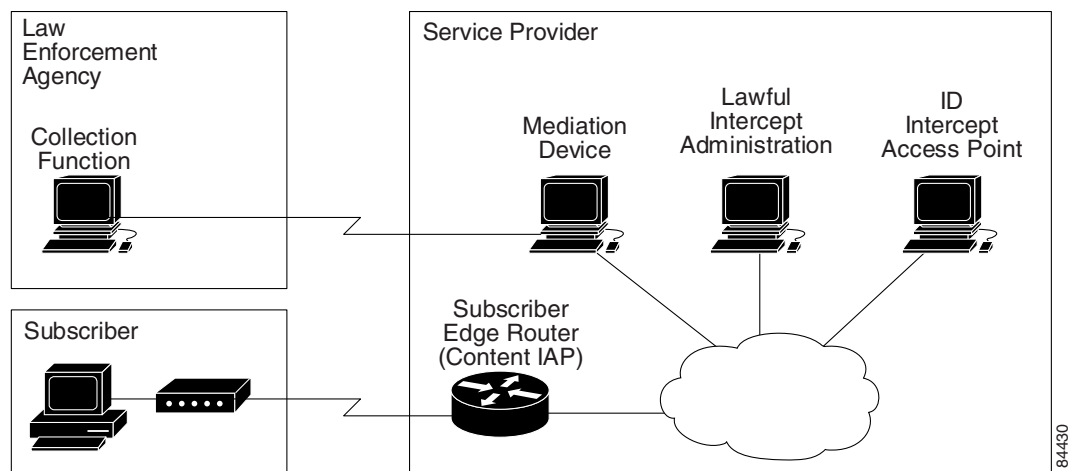 Law
Enforcement
Agency
Collection
Function
Service Provider
Mediation
Device
Lawful
Intercept
Administration
ID
Intercept
Access Point
Subscriber
Subscriber
Edge Router
(Content IAP)
84430